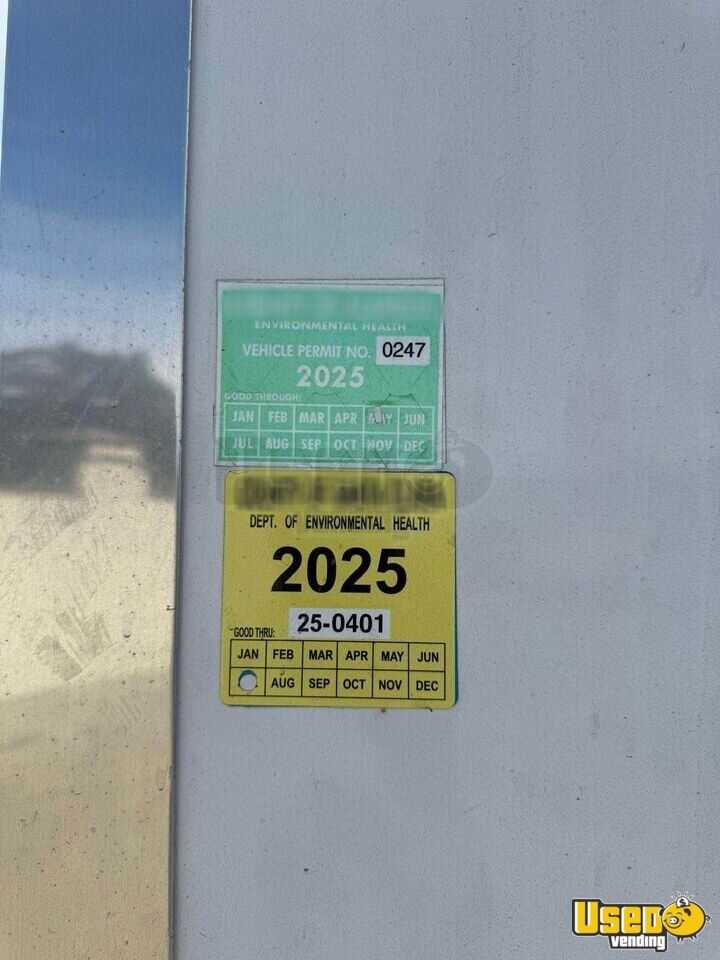 ENVIRONMENTAL HEALTH
VEHICLE PERMIT NO. 0247
2025
GOOD THROUGH:
JAN FEB MAR APR MAY JUN
JUL AUG SEP OCT NOV DEC
DEPT. OF ENVIRONMENTAL HEALTH
2025
25-0401
GOOD THRU:
JAN FEB MAR APR MAY JUN
AUG SEP OCT NOV DEC
Used
vending